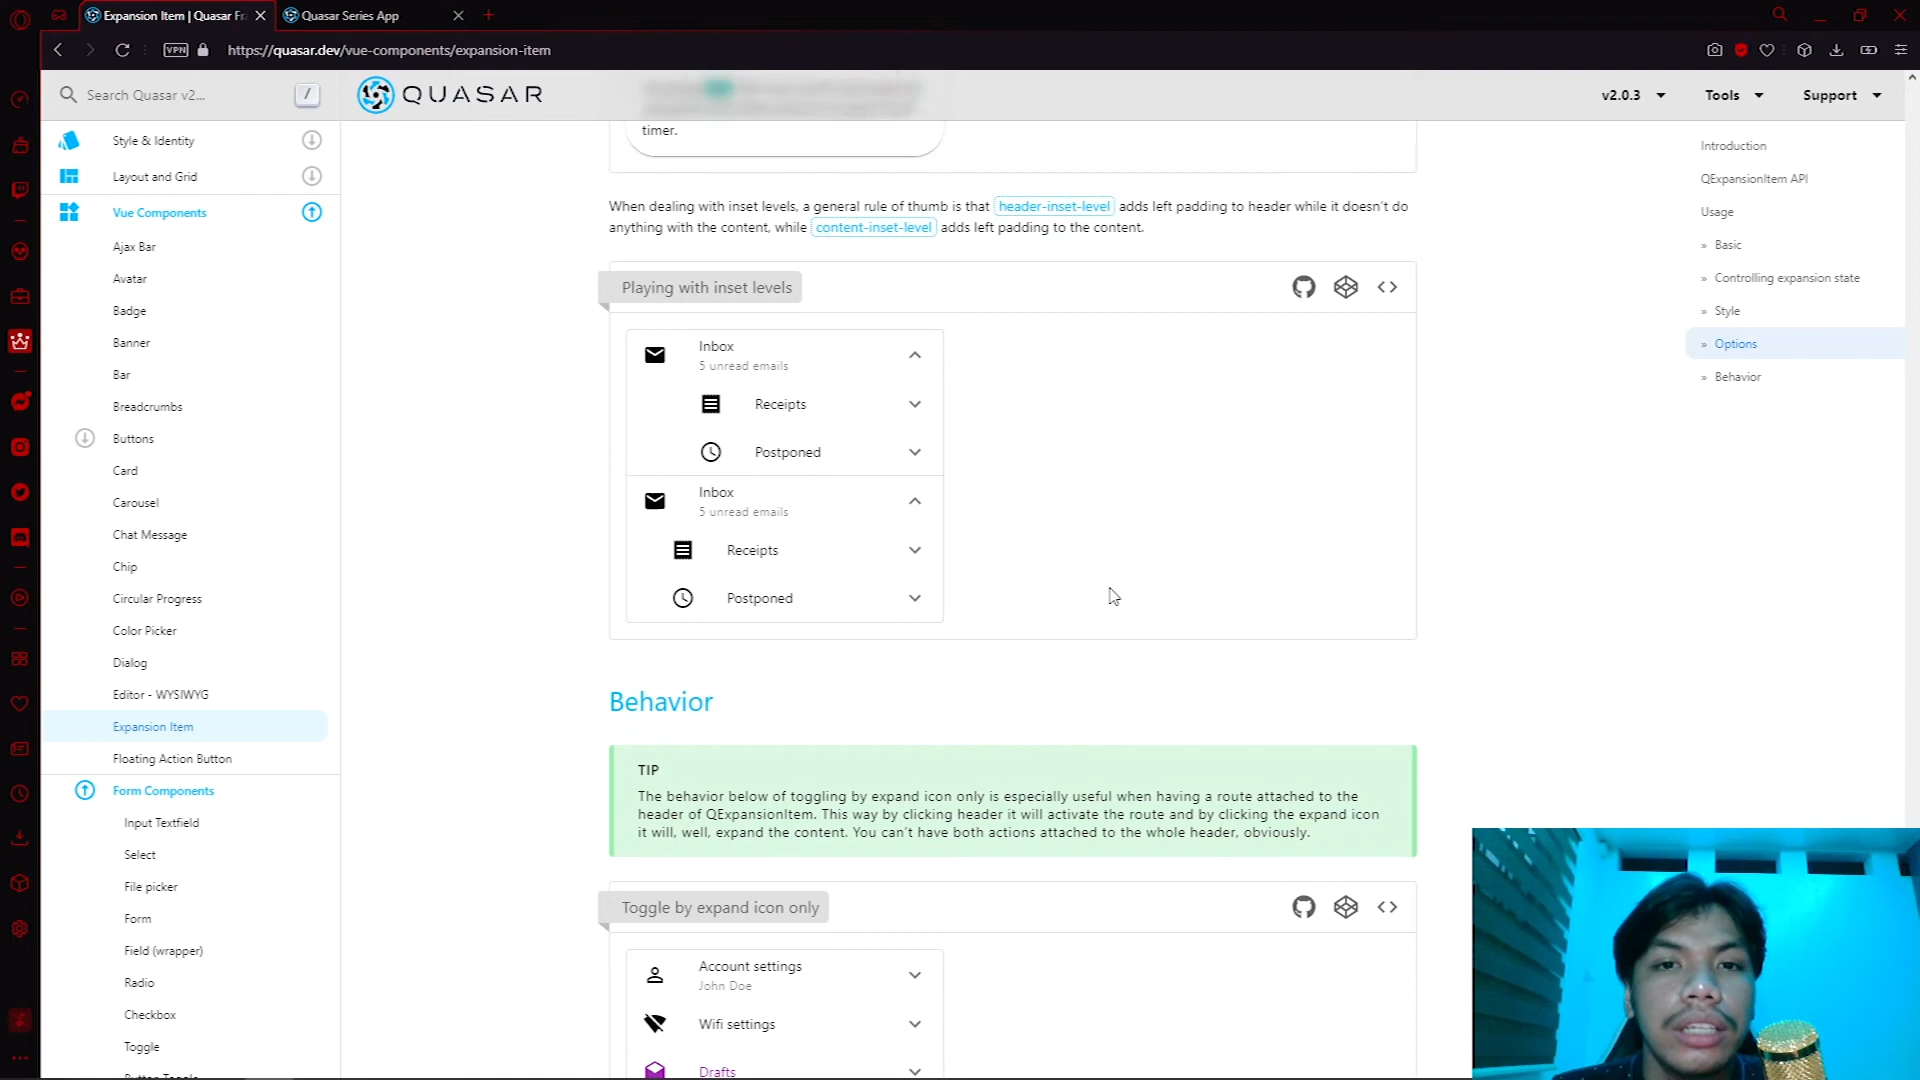 Expansion Item | Quasar Fr
Quasar Series App
VPN
https://quasar.dev/vue-components/expansion-item
Search Quasar v2...
/
QUASAR
v2.0.3
Tools
Support
Style & Identity
Layout and Grid
Vue Components
Ajax Bar
Avatar
Badge
Banner
Bar
Breadcrumbs
Buttons
Card
Carousel
Chat Message
Chip
Circular Progress
Color Picker
Dialog
Editor - WYSIWYG
Expansion Item
Floating Action Button
Form Components
Input Textfield
Select
File picker
Form
Field (wrapper)
Radio
Checkbox
Toggle
timer.
When dealing with inset levels, a general rule of thumb is that header-inset-level adds left padding to header while it doesn't do
anything with the content, while content-inset-level adds left padding to the content.
Playing with inset levels
Inbox
5 unread emails
Receipts
Postponed
Inbox
5 unread emails
Receipts
Postponed
Behavior
TIP
The behavior below of toggling by expand icon only is especially useful when having a route attached to the
header of QExpansionItem. This way by clicking header it will activate the route and by clicking the expand icon
it will, well, expand the content. You can't have both actions attached to the whole header, obviously.
Toggle by expand icon only
Account settings
John Doe
Wifi settings
Drafts
Introduction
QExpansionItem API
Usage
» Basic
» Controlling expansion state
» Style
» Options
» Behavior